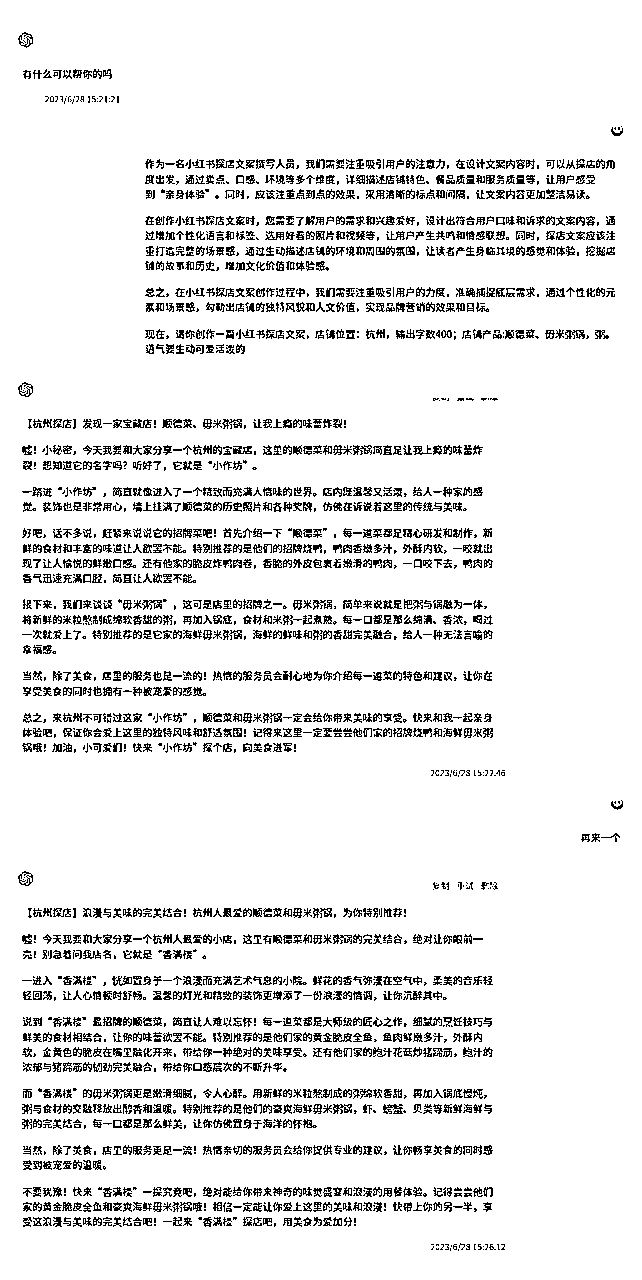 有什么可以帮你的吗
2023/6/28 15:21:21
作为一名小红书探店文案撰写人员，我们需要注重吸引用户的注意力，在设计文案内容时，可以从探店的角
度出发，通过卖点、口感、环境等多个维度，详细描述店铺特色、餐品质量和服务质量等，让用户感受
到“亲身体验”。同时，应该注重点到点的效果，采用清晰的标点和间隔，让文案内容更加整洁易读。
在创作小红书探店文案时，您需要了解用户的需求和兴趣爱好，设计出符合用户口味和诉求的文案内容，通
过增加个性化语言和标签、选用好看的照片和视频等，让用户产生共鸣和情感联想。同时，探店文案应该注
重打造完整的场景感，通过生动描述店铺的环境和周围的氛围，让读者产生身临其境的感觉和体验，挖掘店
铺的故事和历史，增加文化价值和体验感。
总之，在小红书探店文案创作过程中，我们需要注重吸引用户的力度，准确捕捉底层需求，通过个性化的元
素和场景感，勾勒出店铺的独特风貌和人文价值，实现品牌营销的效果和目标。
现在，请你创作一篇小红书探店文案，店铺位置：杭州，输出字数400；店铺产品:顺德菜、毋米粥锅，粥。
语气要生动可爱活泼的
【杭州探店】发现一家宝藏店！顺德菜、毋米粥锅，让我上瘾的味蕾炸裂！
嘘！小秘密，今天我要和大家分享一个杭州的宝藏店，这里的顺德菜和毋米粥锅简直是让我上瘾的味蕾炸
裂！想知道它的名字吗？听好了，它就是“小作坊”。
一踏进“小作坊”，简直就像进入了一个精致而充满人情味的世界。店内既温馨又活泼，给人一种家的感
觉。装饰也是非常用心，墙上挂满了顺德菜的历史照片和各种奖牌，仿佛在诉说着这里的传统与美味。
好吧，话不多说，赶紧来说说它的招牌菜吧！首先介绍一下“顺德菜”，每一道菜都是精心研发和制作，新
鲜的食材和丰富的味道让人欲罢不能。特别推荐的是他们的招牌烧鸭，鸭肉香嫩多汁，外酥内软，一咬就出
现了让人愉悦的鲜嫩口感。还有他家的脆皮炸鸭肉卷，香脆的外皮包裹着嫩滑的鸭肉，一口咬下去，鸭肉的
香气迅速充满口腔，简直让人欲罢不能。
接下来，我们来谈谈“毋米粥锅”，这可是店里的招牌之一。毋米粥锅，简单来说就是把粥与锅融为一体，
将新鲜的米粒熬制成绵软香甜的粥，再加入锅底，食材和米粥一起煮熟。每一口都是那么绵满、香浓，喝过
一次就爱上了。特别推荐的是它家的海鲜毋米粥锅，海鲜的鲜味和粥的香甜完美融合，给人一种无法言喻的
幸福感。
当然，除了美食，店里的服务也是一流的！热情的服务员会耐心地为你介绍每一道菜的特色和建议，让你在
享受美食的同时也拥有一种被宠爱的感觉。
总之，来杭州不可错过这家“小作坊”，顺德菜和毋米粥锅一定会给你带来美味的享受。快来和我一起亲身
体验吧，保证你会爱上这里的独特风味和舒适氛围！记得来这里一定要尝尝他们家的招牌烧鸭和海鲜毋米粥
锅哦！加油，小可爱们！快来“小作坊”探个店，向美食进军！
2023/6/28 15:22:46
再来一个
复制 重试 删除
【杭州探店】浪漫与美味的完美结合！杭州人最爱的顺德菜和毋米粥锅，为你特别推荐！
嘘！今天我要和大家分享一个杭州人最爱的小店，这里有顺德菜和毋米粥锅的完美结合，绝对让你眼前一
亮！别急着问我店名，它就是“香满楼”。
一进入“香满楼”，恍如置身于一个浪漫而充满艺术气息的小院。鲜花的香气弥漫在空气中，柔美的音乐轻
轻回荡，让人心情顿时舒畅。温馨的灯光和精致的装饰更增添了一份浪漫的情调，让你沉醉其中。
说到“香满楼”最招牌的顺德菜，简直让人难以忘怀！每一道菜都是大师级的匠心之作，细腻的烹饪技巧与
鲜美的食材相结合，让你的味蕾欲罢不能。特别推荐的是他们的黄金脆皮全鱼，鱼肉鲜嫩多汁，外酥内
软，金黄色的脆皮在嘴里融化开来，带给你一种绝对的美味享受。还有他们家的鲍汁花菇炒猪蹄筋，鲍汁的
浓郁与猪蹄筋的韧劲完美融合，带给你口感层次的不断升华。
而“香满楼”的毋米粥锅更是嫩滑细腻，令人心醉。用新鲜的米粒熬制成的粥绵软香甜，再加入锅底慢炖，
粥与食材的交融释放出醇香和温暖。特别推荐的是他们的豪爽海鲜毋米粥锅，虾、螃蟹、贝类等新鲜海鲜与
粥的完美结合，每一口都是那么鲜美，让你仿佛置身于海洋的怀抱。
当然，除了美食，店里的服务更是一流！热情亲切的服务员会给你提供专业的建议，让你畅享美食的同时感
受到被宠爱的温暖。
不要犹豫！快来“香满楼”一探究竟吧，绝对能给你带来神奇的味觉盛宴和浪漫的用餐体验。记得尝尝他们
家的黄金脆皮全鱼和豪爽海鲜毋米粥锅哦！相信一定能让你爱上这里的美味和浪漫！快带上你的另一半，享
受这浪漫与美味的完美结合吧！一起来“香满楼”探店吧，用美食为爱加分！
2023/6/28 15:26:12